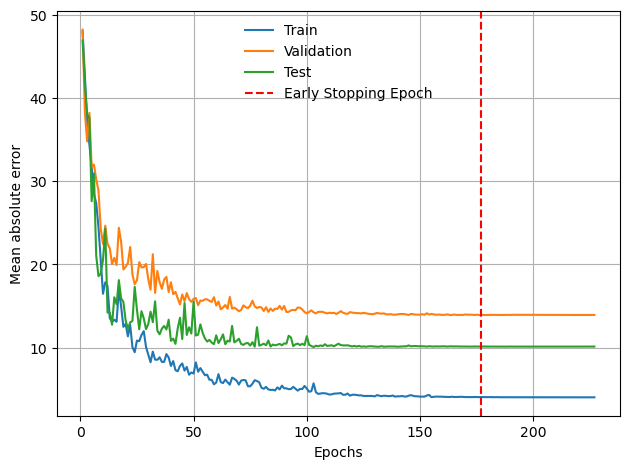 50
40
30
20
10
0
50
100
150
200
Mean absolute error
Epochs
Train
Validation
Test
Early Stopping Epoch